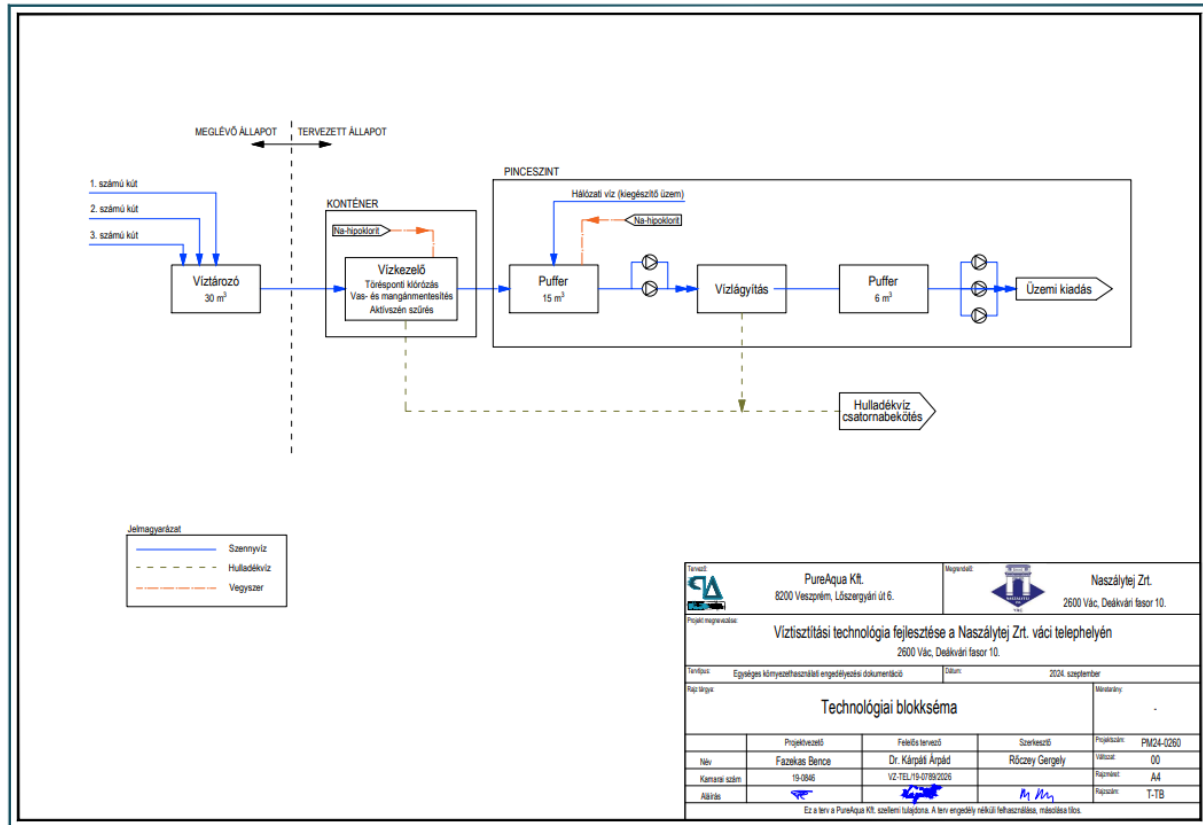 MEGLÉVŐ ÁLLAPOT
TERVEZETT ÁLLAPOT
1. számú kút
2. számú kút
3. számú kút
Víztározó
30 m³
KONTÉNER
Na-hipoklorit
Vízkezelő
Törésponti klórozás
Vas- és mangánmentesítés
Aktívszén szűrés
PINCESZINT
Hálózati víz (kiegészítő üzem)
Na-hipoklorit
Puffer
15 m³
Vízlágyítás
Puffer
6 m³
Üzemi kiadás
Hulladékvíz
csatornabekötés
Jelmagyarázat
Szennyvíz
Hulladékvíz
Vegyszer
Tervező:
PureAqua Kft.
8200 Veszprém, Lőszergyári út 6.
Megrendelő:
NASZÁLYTEJ
VÁC
Naszálytej Zrt.
2600 Vác, Deákvári fasor 10.
Projekt megnevezése:
Víztisztítási technológia fejlesztése a Naszálytej Zrt. váci telephelyén
2600 Vác, Deákvári fasor 10.
Tervtípus: Egységes környezethasználati engedélyezési dokumentáció
Dátum: 2024. szeptember
Rajz tárgya:
Technológiai blokkséma
Méretarány:
-
Projektvezető
Felelős tervező
Szerkesztő
Projektszám: PM24-0260
Név
Fazekas Bence
Dr. Kárpáti Árpád
Rőczey Gergely
Változat: 00
Kamarai szám
19-0846
VZ-TEL/19-0789/2026
Rajzméret: A4
Aláírás
Rajzszám: T-TB
Ez a terv a PureAqua Kft. szellemi tulajdona. A terv engedély nélküli felhasználása, másolása tilos.